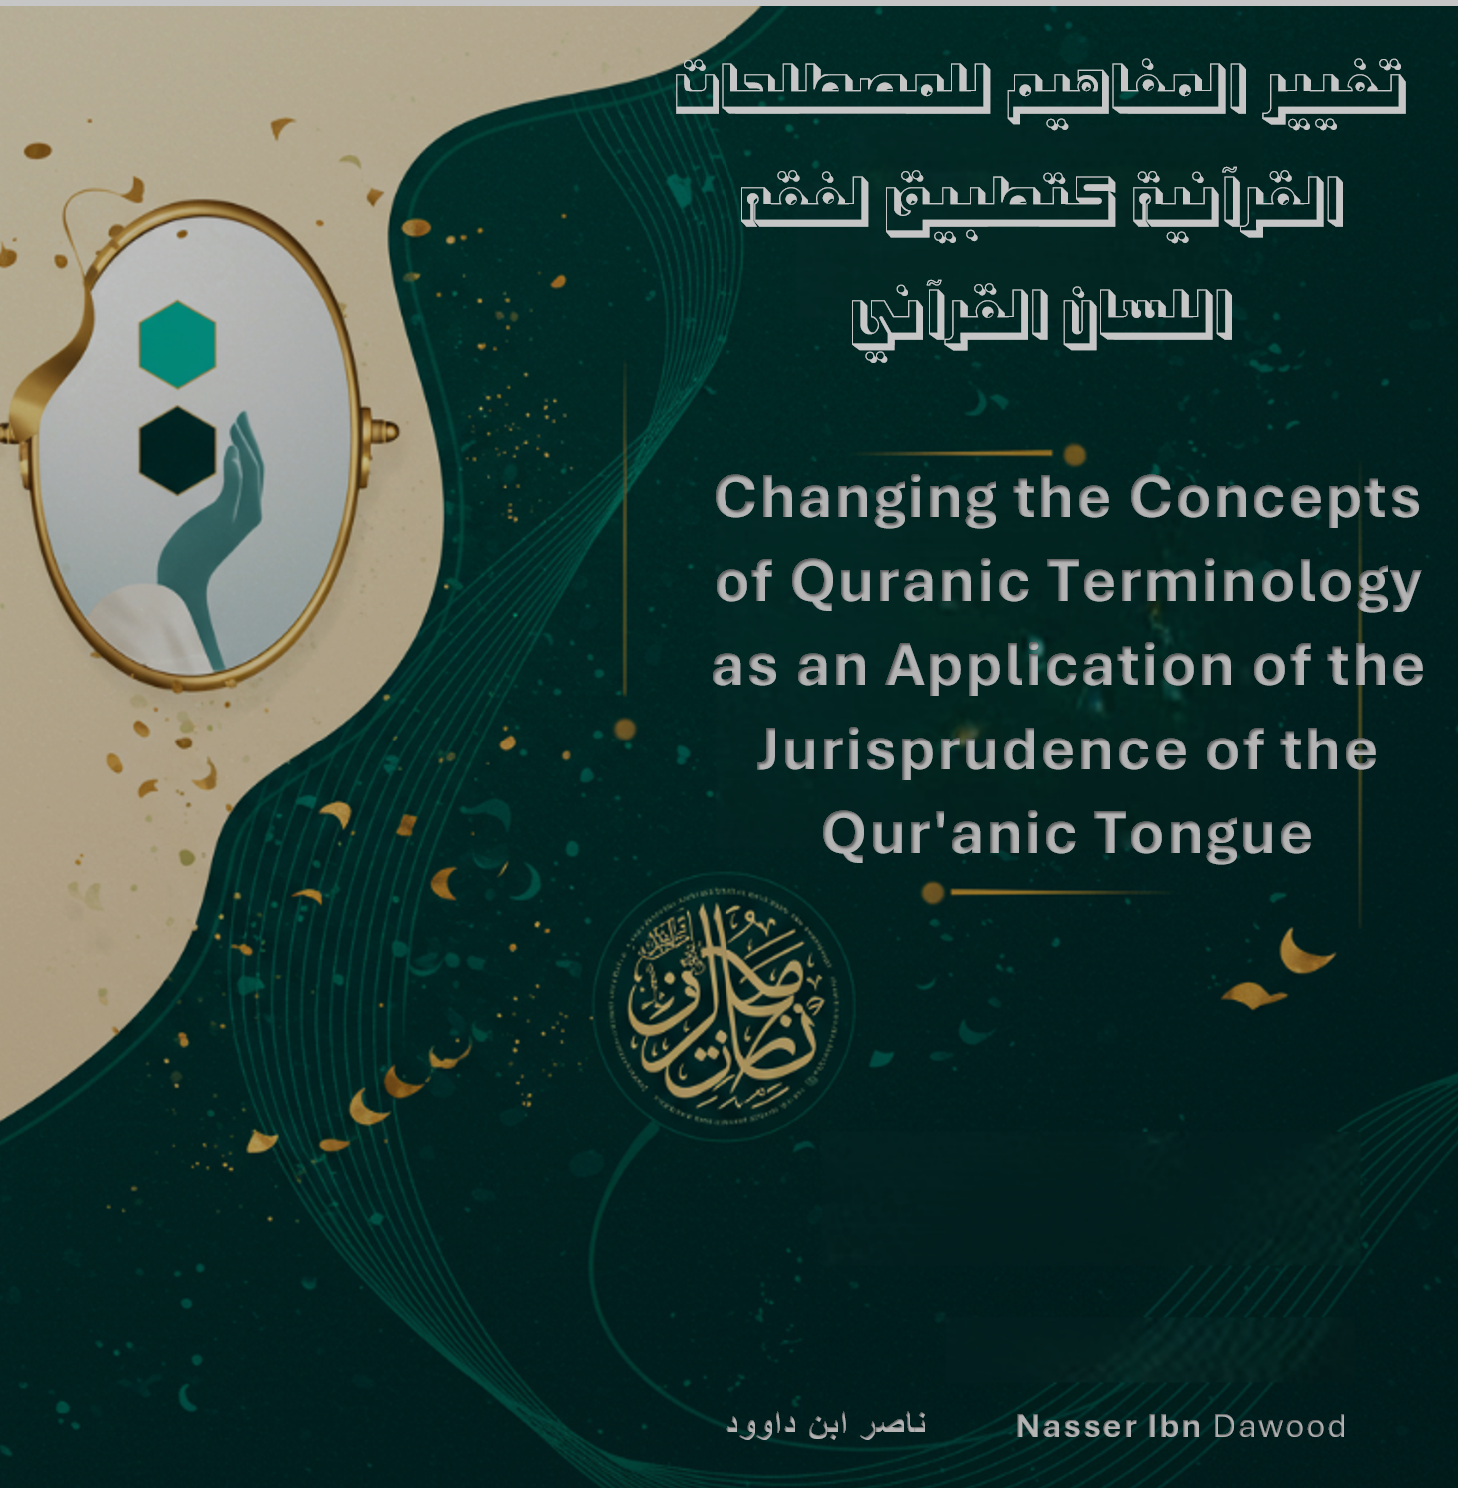 تغيير المفاهيم للمصطلحات
القرآنية كتطبيق لفقه
اللسان القرآني
Changing the Concepts
of Quranic Terminology
as an Application of the
Jurisprudence of the
Qur'anic Tongue
ناصر ابن داوود
Nasser Ibn Dawood